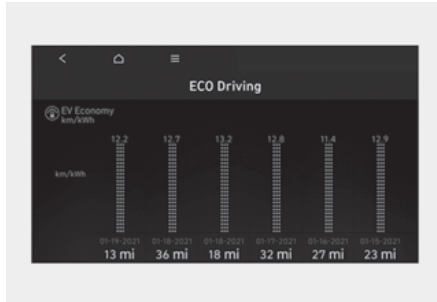 ECO Driving
EV Economy
km/kWh
12.2 12.7 13.2 12.8 11.4 12.9
km/kWh
01-19-2021 01-18-2021 01-18-2021 01-17-2021 01-16-2021 01-15-2021
13 mi 36 mi 18 mi 32 mi 27 mi 23 mi